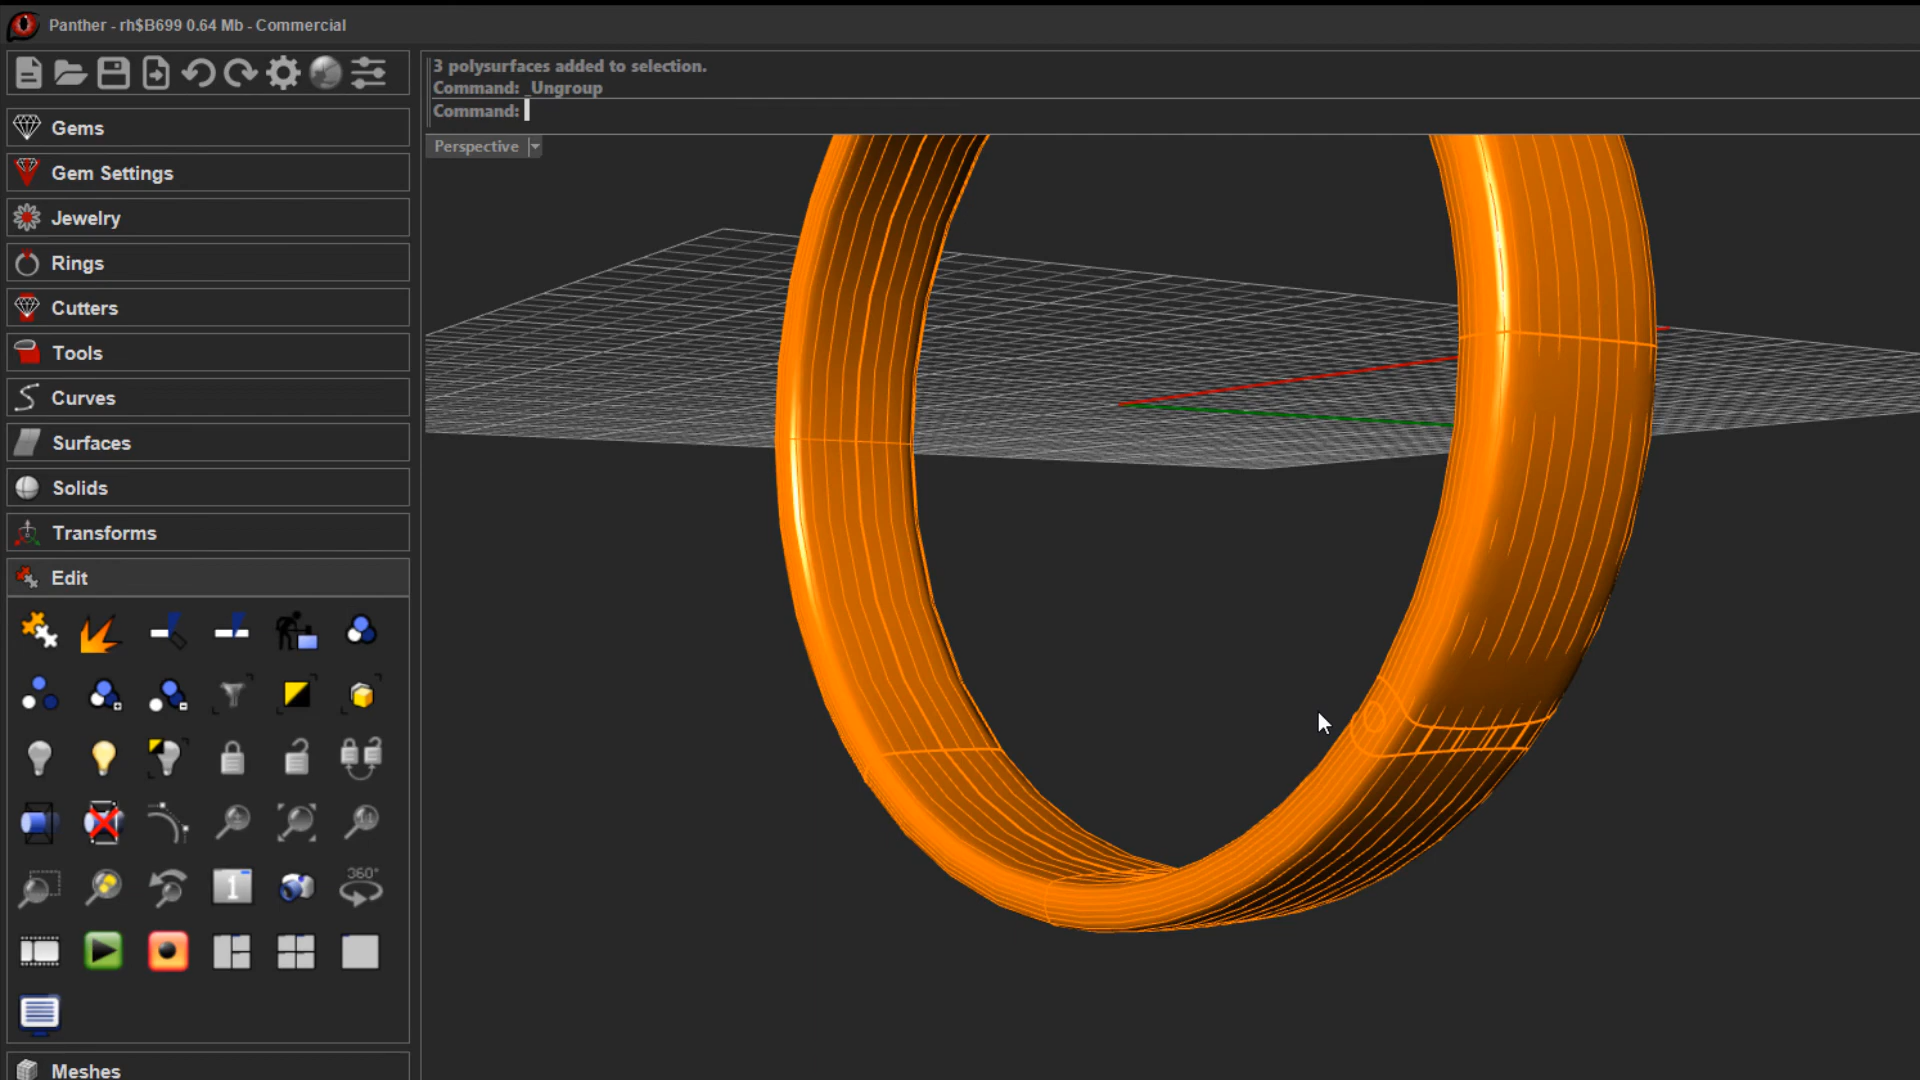 Panther - rh$B699 0.64 Mb - Commercial
3 polysurfaces added to selection.
Command: _Ungroup
Command:
Perspective
Gems
Gem Settings
Jewelry
Rings
Cutters
Tools
Curves
Surfaces
Solids
Transforms
Edit
1
360°
Meshes